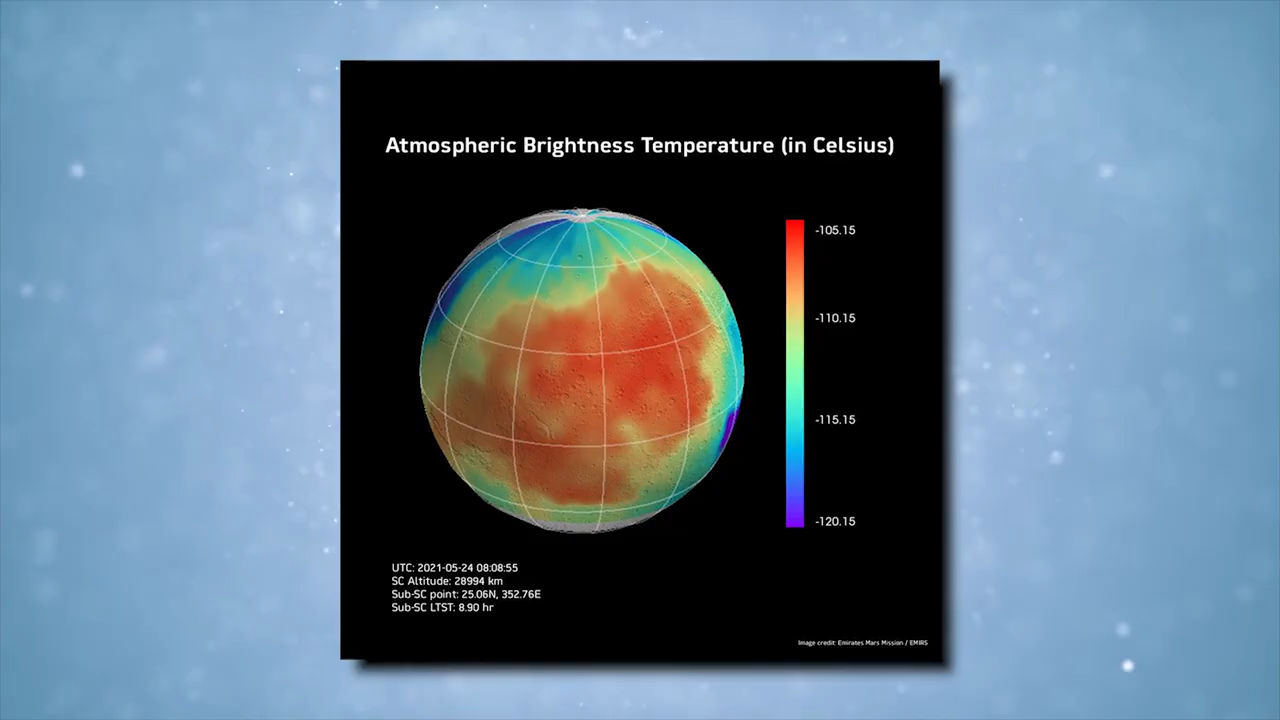 Atmospheric Brightness Temperature (in Celsius)
-105.15
-110.15
-115.15
-120.15
UTC: 2021-05-24 08:08:55
SC Altitude: 28994 km
Sub-SC point: 25.06N, 352.76E
Sub-SC LTST: 8.90 hr
Image credit: Emirates Mars Mission / EMIRS